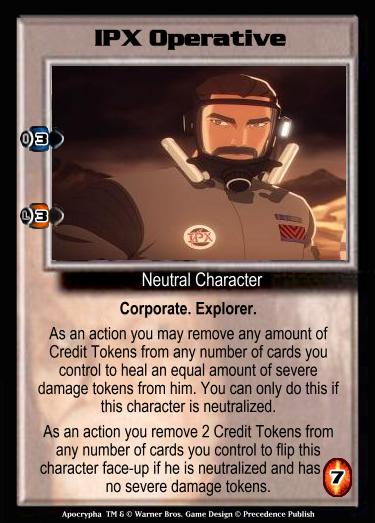 IPX Operative
I 3
L 3
IPX
Neutral Character
Corporate. Explorer.
As an action you may remove any amount of
Credit Tokens from any number of cards you
control to heal an equal amount of severe
damage tokens from him. You can only do this if
this character is neutralized.
As an action you remove 2 Credit Tokens from
any number of cards you control to flip this
character face-up if he is neutralized and has
no severe damage tokens.
7
Apocrypha TM & © Warner Bros. Game Design © Precedence Publish